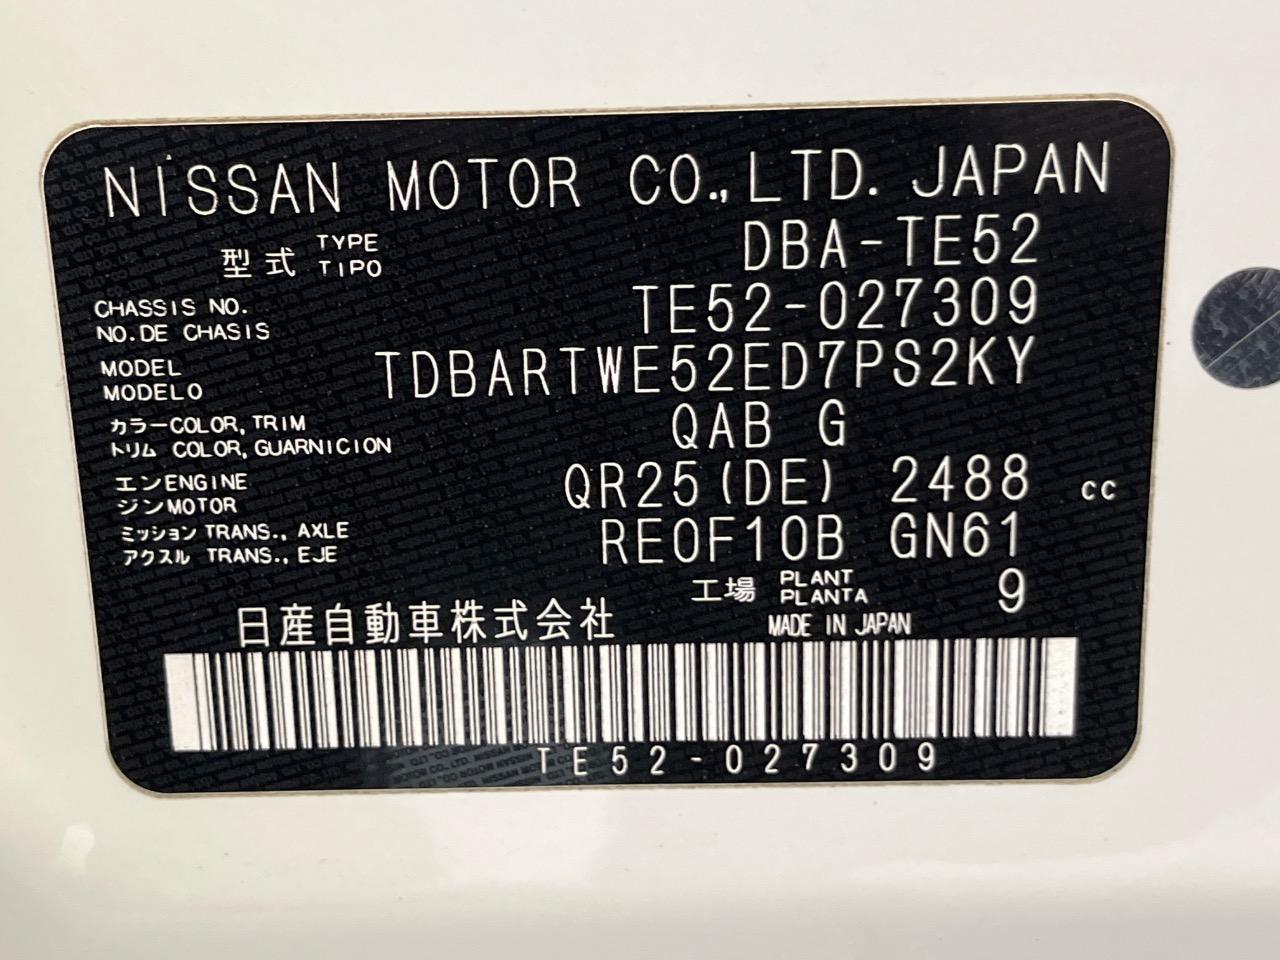 NISSAN MOTOR CO.,LTD. JAPAN
型式 TYPE TIPO DBA-TE52
CHASSIS NO. NO.DE CHASIS TE52-027309
MODEL MODELO TDBARTWE52ED7PS2KY
カラーCOLOR,TRIM トリム COLOR,GUARNICION QAB G
エンENGINE ジンMOTOR QR25(DE) 2488 cc
ミッション TRANS., AXLE アクスル TRANS., EJE RE0F10B GN61
工場 PLANT PLANTA 9
日産自動車株式会社 MADE IN JAPAN
TE52-027309